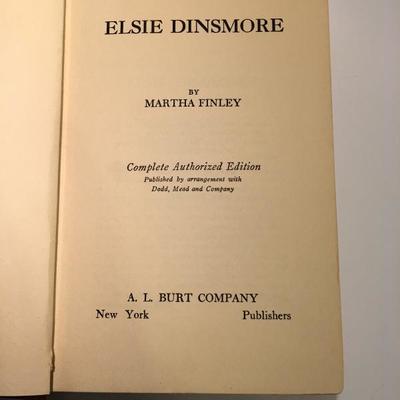 ELSIE DINSMORE
BY
MARTHA FINLEY
Complete Authorized Edition
Published by arrangement with
Dodd, Mead and Company
A. L. BURT COMPANY
New York Publishers